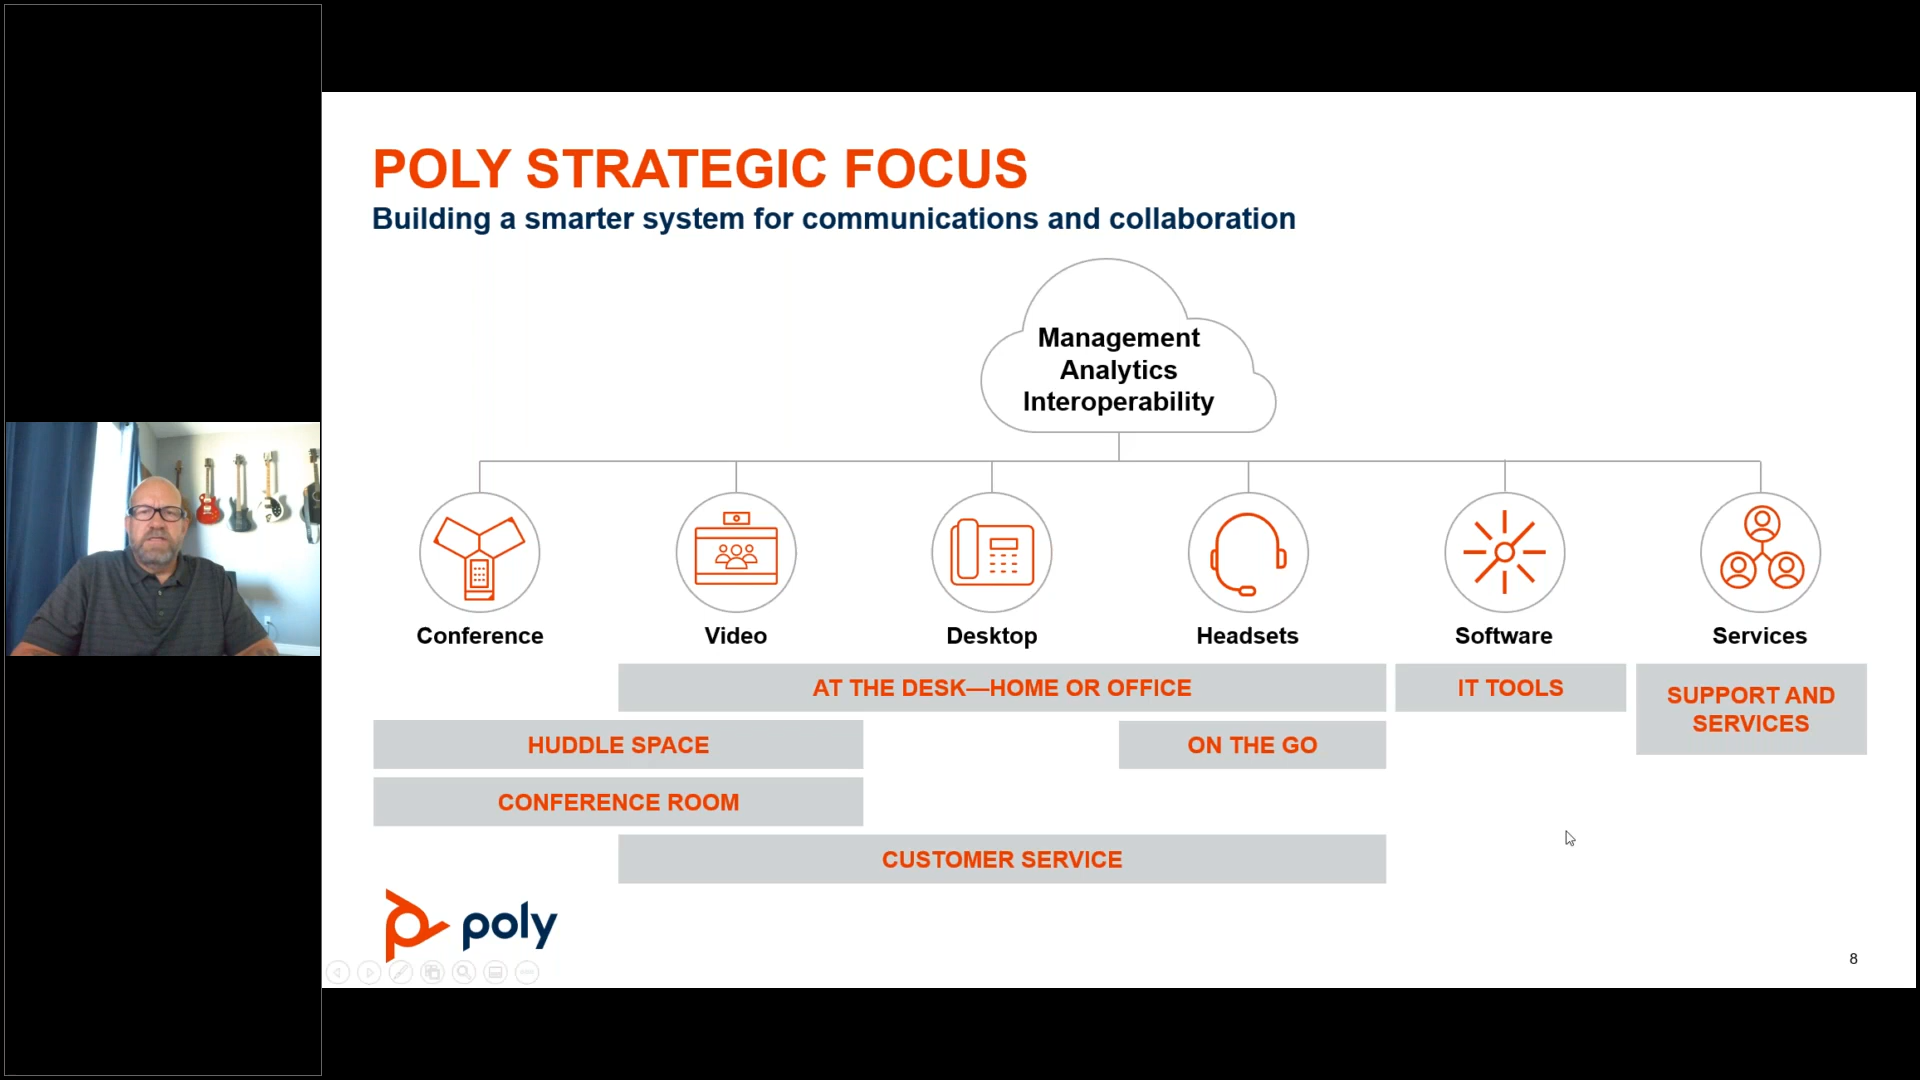 POLY STRATEGIC FOCUS
Building a smarter system for communications and collaboration
Management
Analytics
Interoperability
Conference
Video
Desktop
Headsets
Software
Services
AT THE DESK—HOME OR OFFICE
IT TOOLS
SUPPORT AND
SERVICES
HUDDLE SPACE
ON THE GO
CONFERENCE ROOM
CUSTOMER SERVICE
poly
8